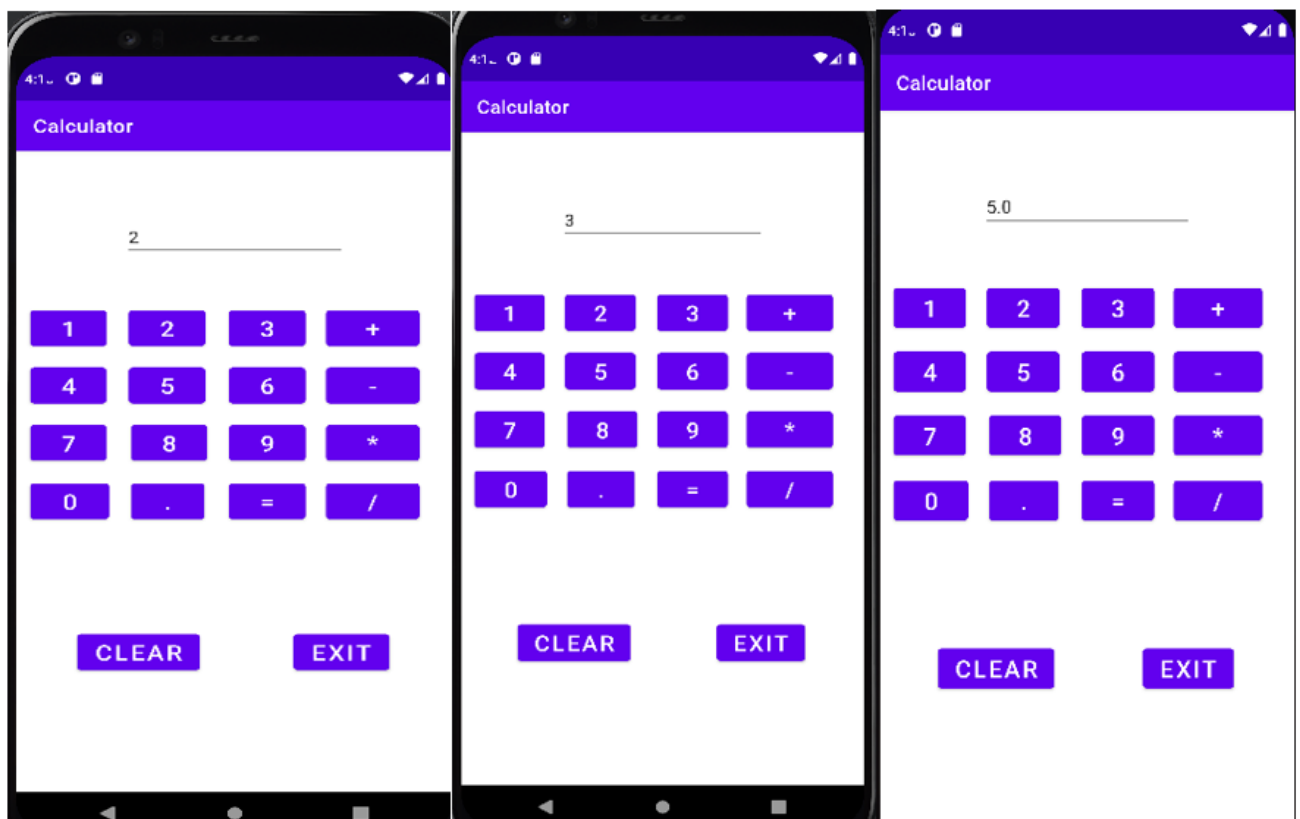 4:1..
Calculator
2
1 2 3 +
4 5 6 -
7 8 9 *
0 . = /
CLEAR EXIT
4:1..
Calculator
3
1 2 3 +
4 5 6 -
7 8 9 *
0 . = /
CLEAR EXIT
4:1..
Calculator
5.0
1 2 3 +
4 5 6 -
7 8 9 *
0 . = /
CLEAR EXIT